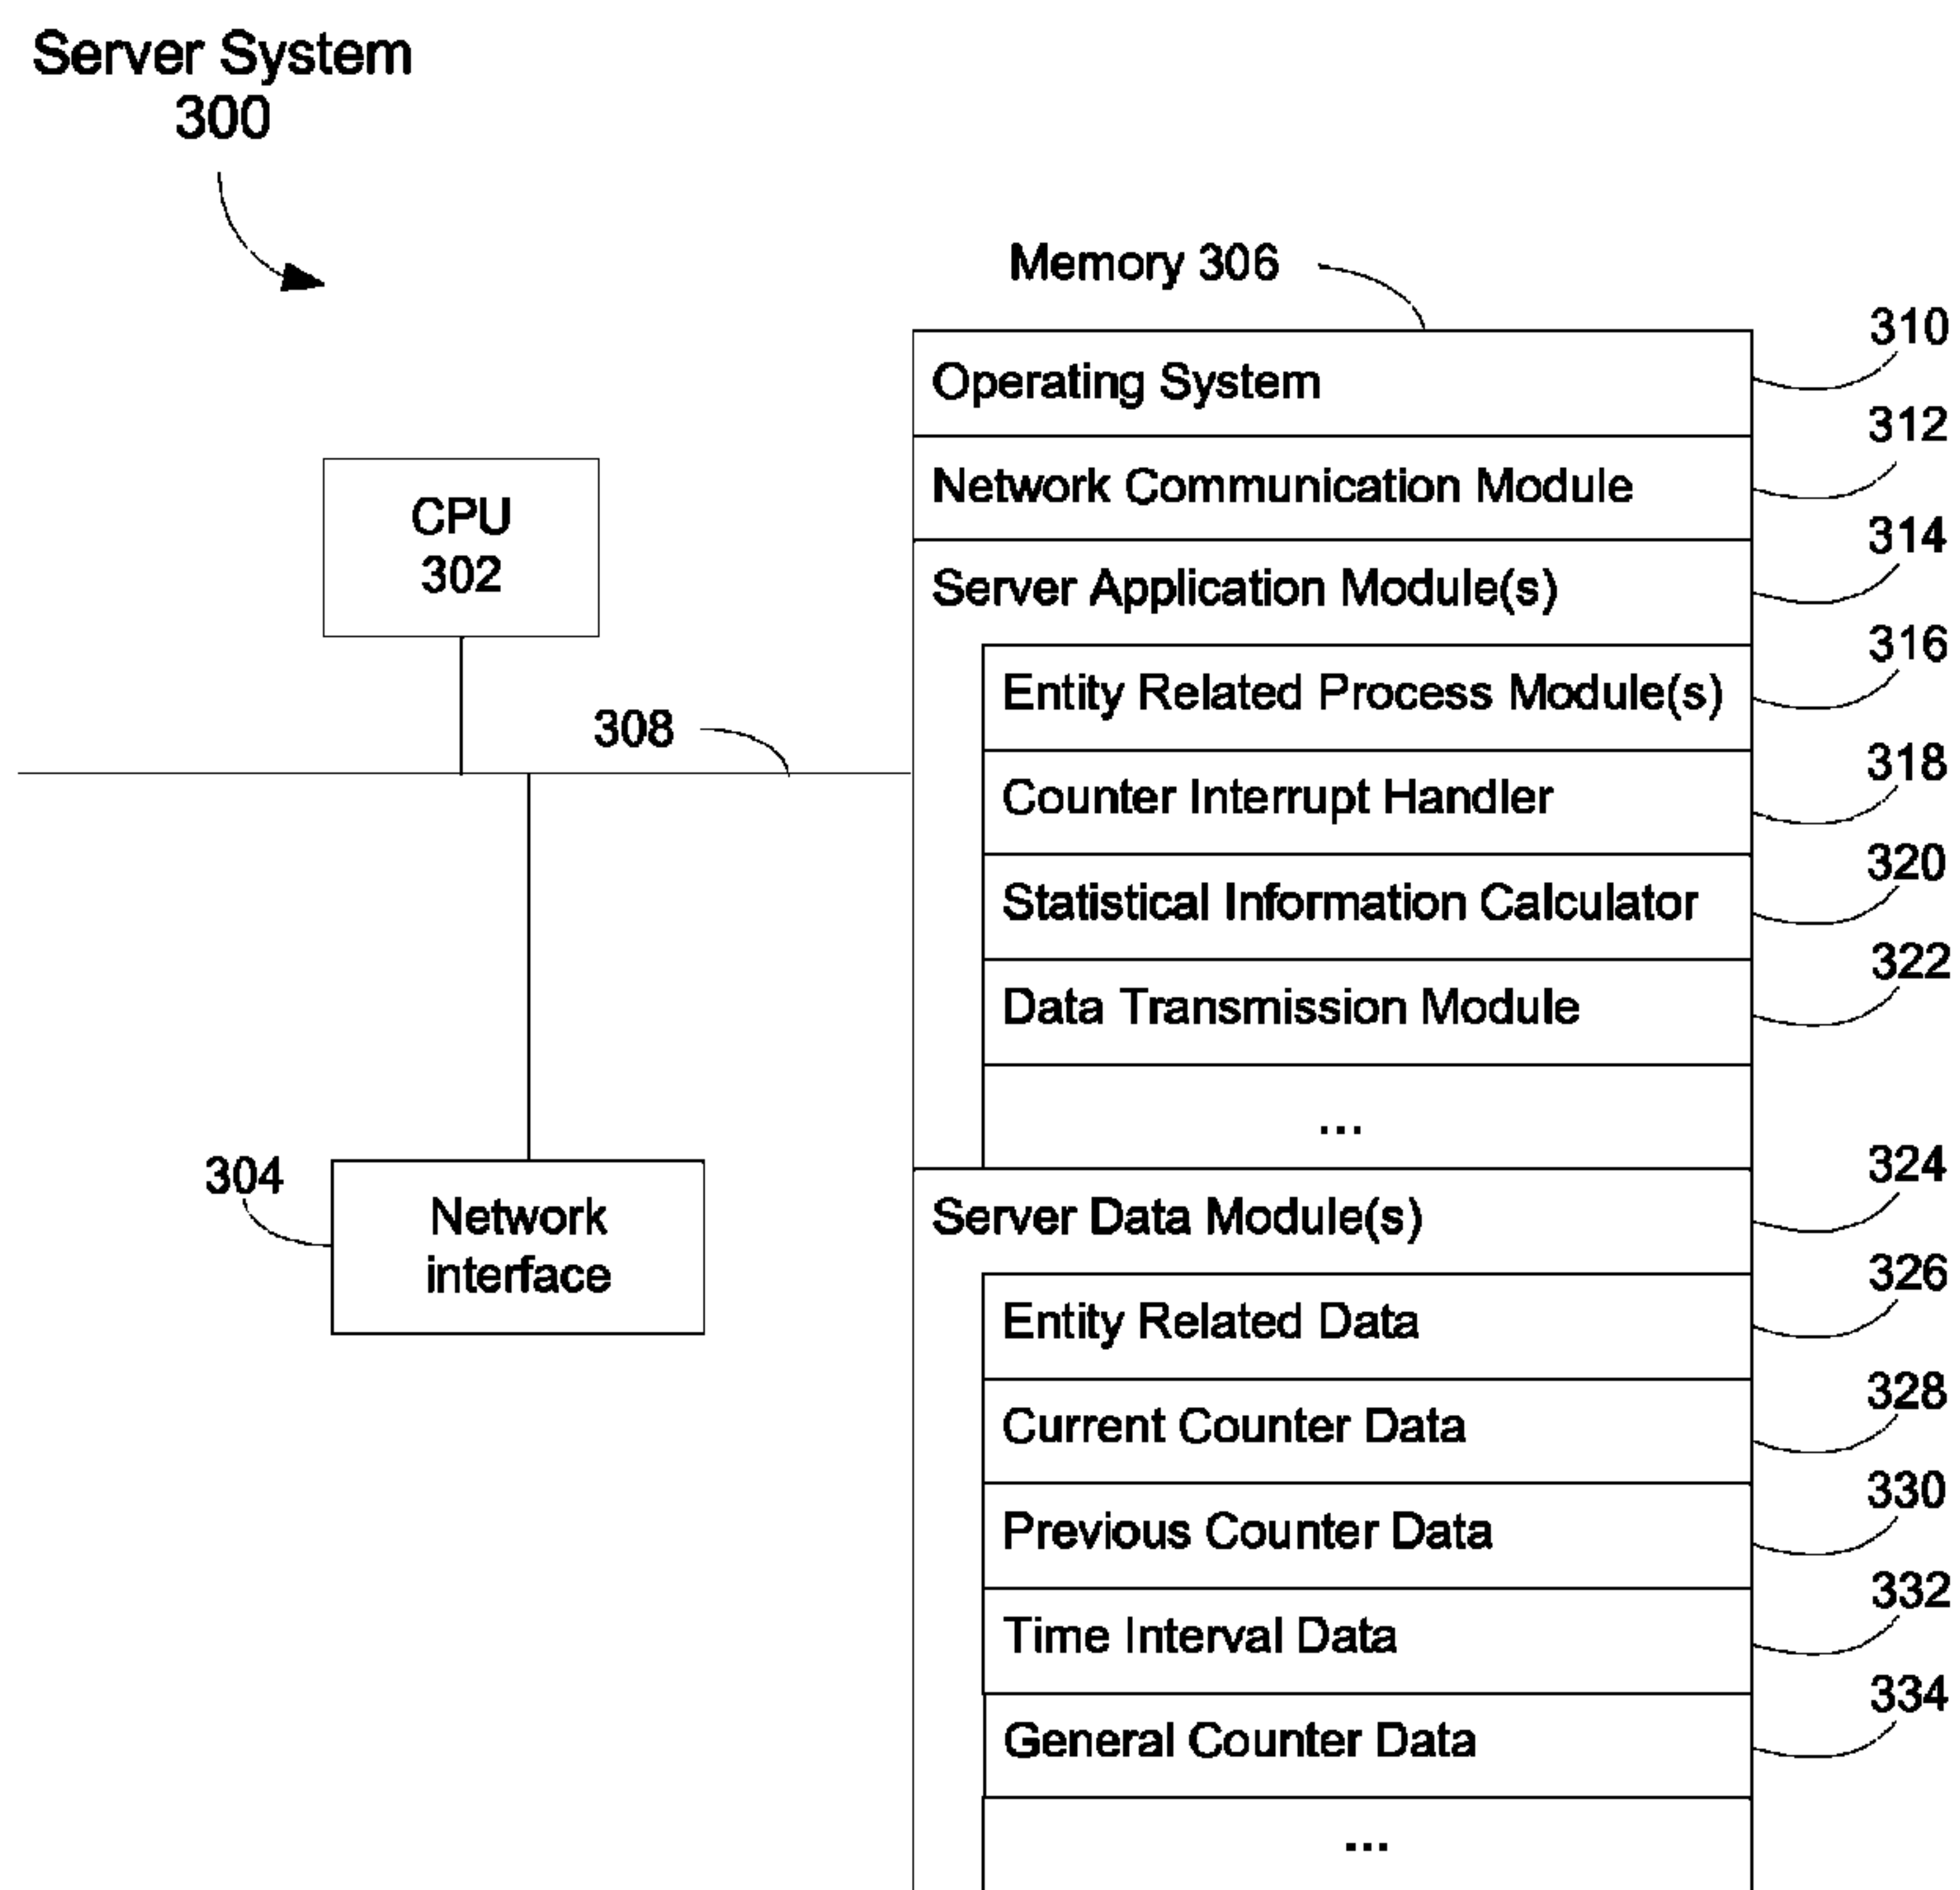 Server System
300
Memory 306
310
Operating System
312
Network Communication Module
CPU
302
314
Server Application Module(s)
316
Entity Related Process Module(s)
308
318
Counter Interrupt Handler
320
Statistical Information Calculator
322
Data Transmission Module
...
304
Network
interface
324
Server Data Module(s)
326
Entity Related Data
328
Current Counter Data
330
Previous Counter Data
332
Time Interval Data
334
General Counter Data
...